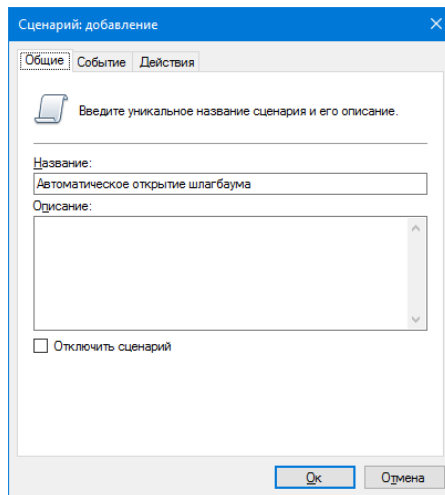 Сценарий: добавление
Общие Событие Действия
Введите уникальное название сценария и его описание.
Название:
Автоматическое открытие шлагбаума
Описание:
Отключить сценарий
Ок Отмена